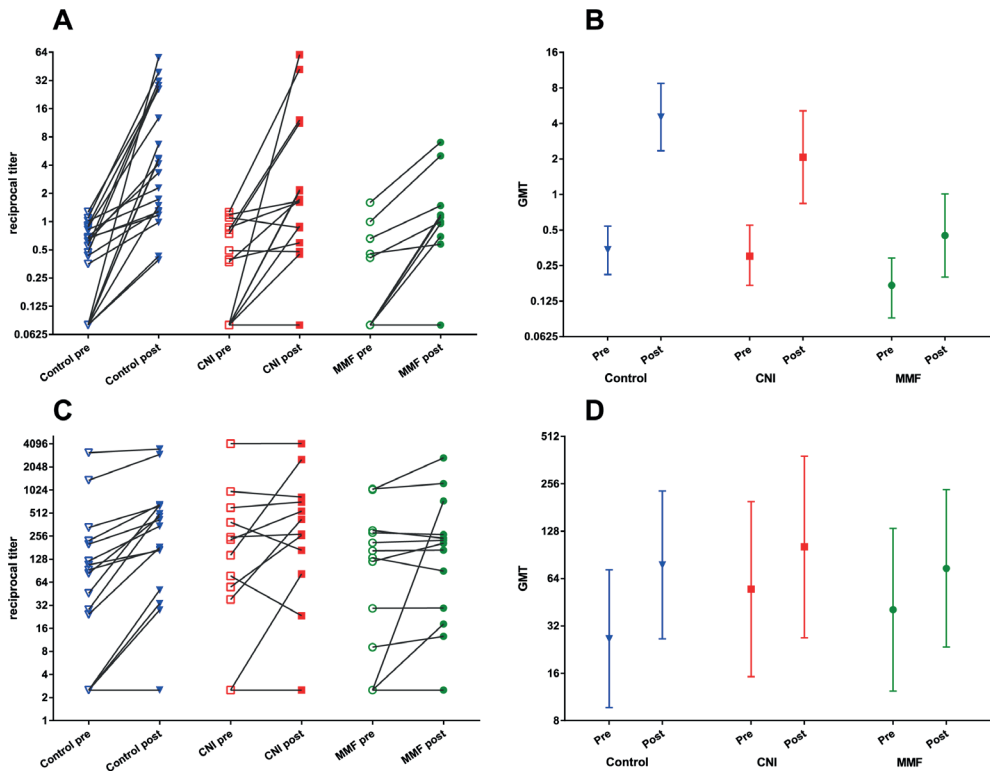 A
reciprocal titer
64
32
16
8
4
2
1
0.5
0.25
0.125
0.0625
Control pre
Control post
CNI pre
CNI post
MMF pre
MMF post
B
GMT
16
8
4
2
1
0.5
0.25
0.125
0.0625
Pre Post Pre Post Pre Post
Control CNI MMF
C
reciprocal titer
4096
2048
1024
512
256
128
64
32
16
8
4
2
1
Control pre
Control post
CNI pre
CNI post
MMF pre
MMF post
D
GMT
512
256
128
64
32
16
8
Pre Post Pre Post Pre Post
Control CNI MMF